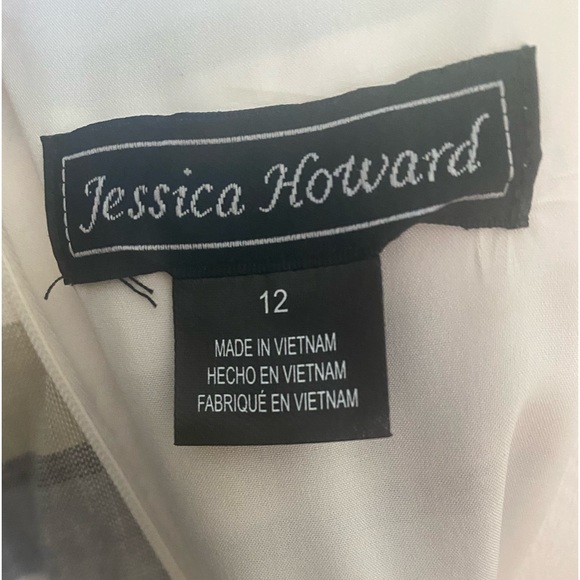 Jessica Howard
12
MADE IN VIETNAM
HECHO EN VIETNAM
FABRIQUÉ EN VIETNAM